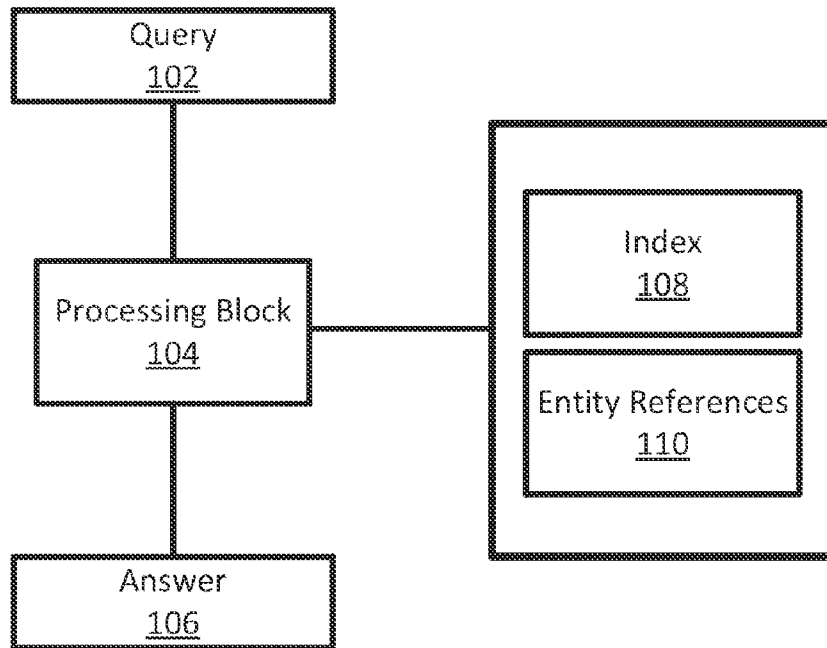 Query
102
Processing Block
104
Answer
106
Index
108
Entity References
110